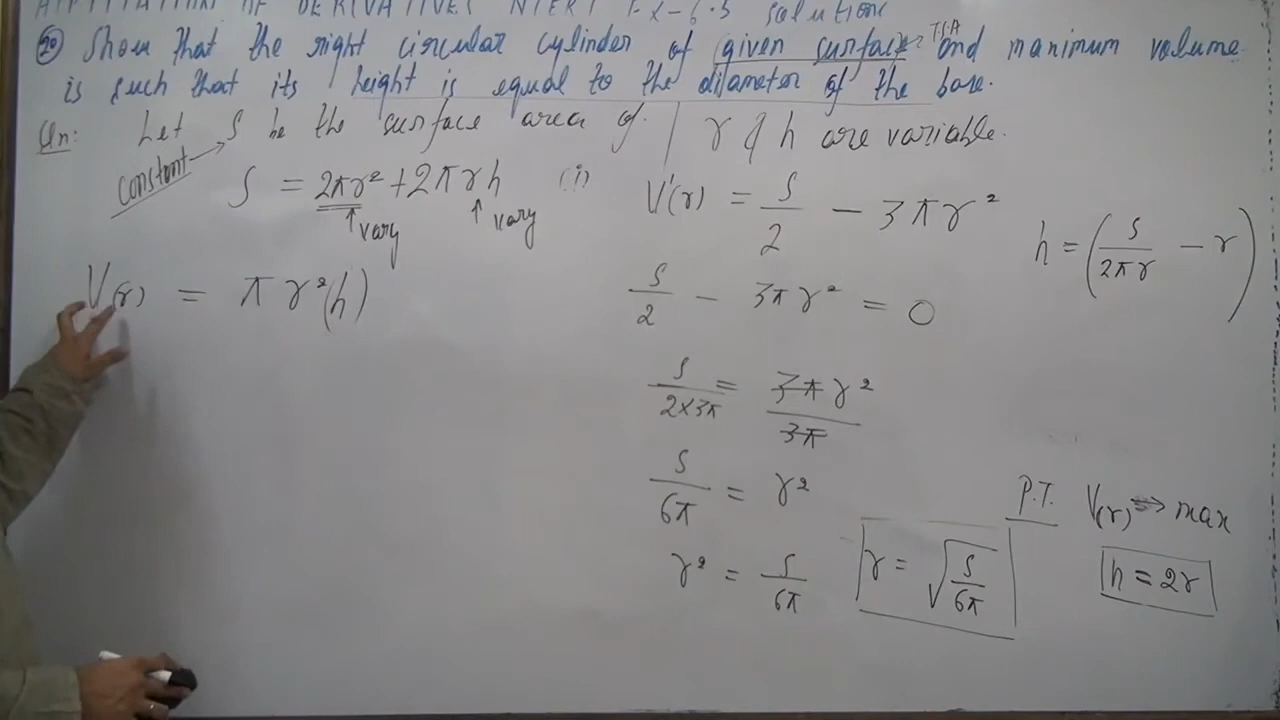 APPLICATION OF DERIVATIVES NCERT EX-6.5 solutions
20 Show that the right circular cylinder of given surface TSA and maximum volume
is such that its height is equal to the diameter of the base.
Let S be the surface area of.
constant
S = 2πr² + 2πrh (i)
vary vary
V(r) = πr²(h)
r & h are variable.
V'(r) = S/2 - 3πr²
h = (S/2πr - r)
S/2 - 3πr² = 0
S/2×3π = 3πr²/3π
S/6π = r²
r² = S/6π
r = √S/6π
P.T. V(r) ⇒ max
h = 2r